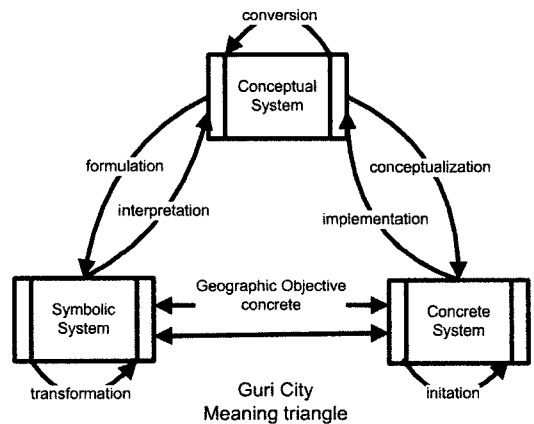 conversion
Conceptual
System
formulation
conceptualization
interpretation
implementation
Geographic Objective
concrete
Symbolic
System
Concrete
System
transformation
initation
Guri City
Meaning triangle